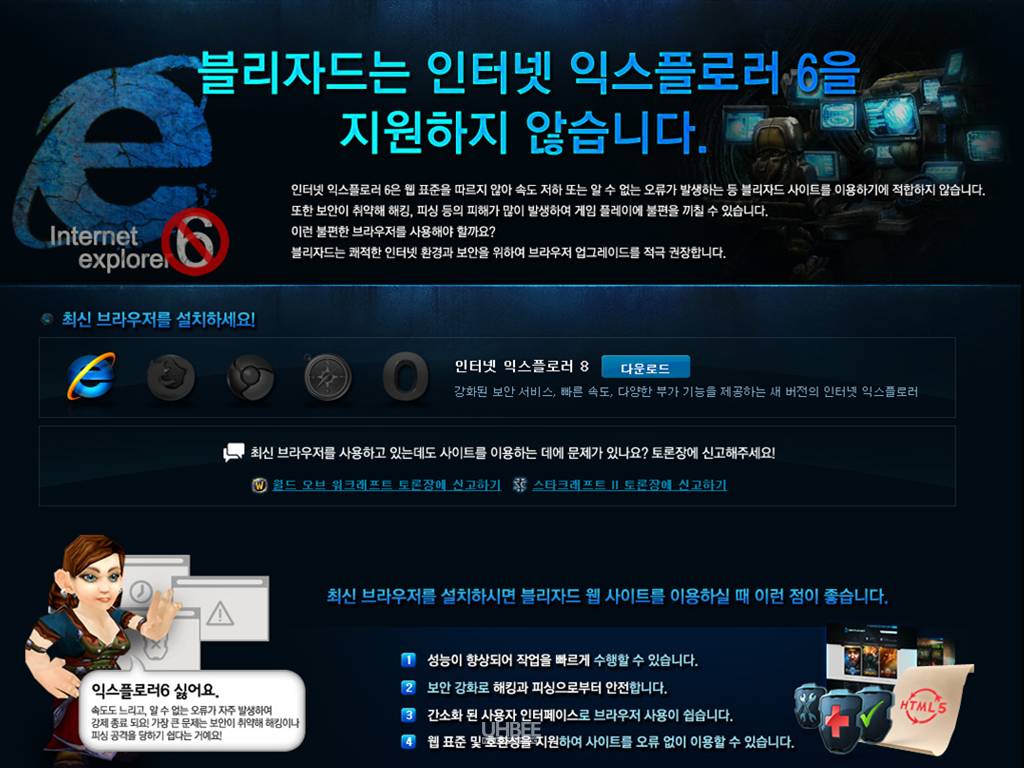 블리자드는 인터넷 익스플로러 6을
지원하지 않습니다.
인터넷 익스플로러 6은 웹 표준을 따르지 않아 속도 저하 또는 알 수 없는 오류가 발생하는 등 블리자드 사이트를 이용하기에 적합하지 않습니다.
또한 보안이 취약해 해킹, 피싱 등의 피해가 많이 발생하여 게임 플레이에 불편을 끼칠 수 있습니다.
이런 불편한 브라우저를 사용해야 할까요?
블리자드는 쾌적한 인터넷 환경과 보안을 위하여 브라우저 업그레이드를 적극 권장합니다.
Internet
explorer 6
최신 브라우저를 설치하세요!
인터넷 익스플로러 8 다운로드
강화된 보안 서비스, 빠른 속도, 다양한 부가 기능을 제공하는 새 버전의 인터넷 익스플로러
최신 브라우저를 사용하고 있는데도 사이트를 이용하는 데에 문제가 있나요? 토론장에 신고해주세요!
월드 오브 워크래프트 토론장에 신고하기 스타크래프트 II 토론장에 신고하기
최신 브라우저를 설치하시면 블리자드 웹 사이트를 이용하실 때 이런 점이 좋습니다.
1 성능이 향상되어 작업을 빠르게 수행할 수 있습니다.
2 보안 강화로 해킹과 피싱으로부터 안전합니다.
3 간소화 된 사용자 인터페이스로 브라우저 사용이 쉽습니다.
4 웹 표준 및 호환성을 지원하여 사이트를 오류 없이 이용할 수 있습니다.
익스플로러6 싫어요.
속도도 느리고, 알 수 없는 오류가 자주 발생하여
강제 종료 되요! 가장 큰 문제는 보안이 취약해 해킹이나
피싱 공격을 당하기 쉽다는 거예요!
HTML5
UHBEE